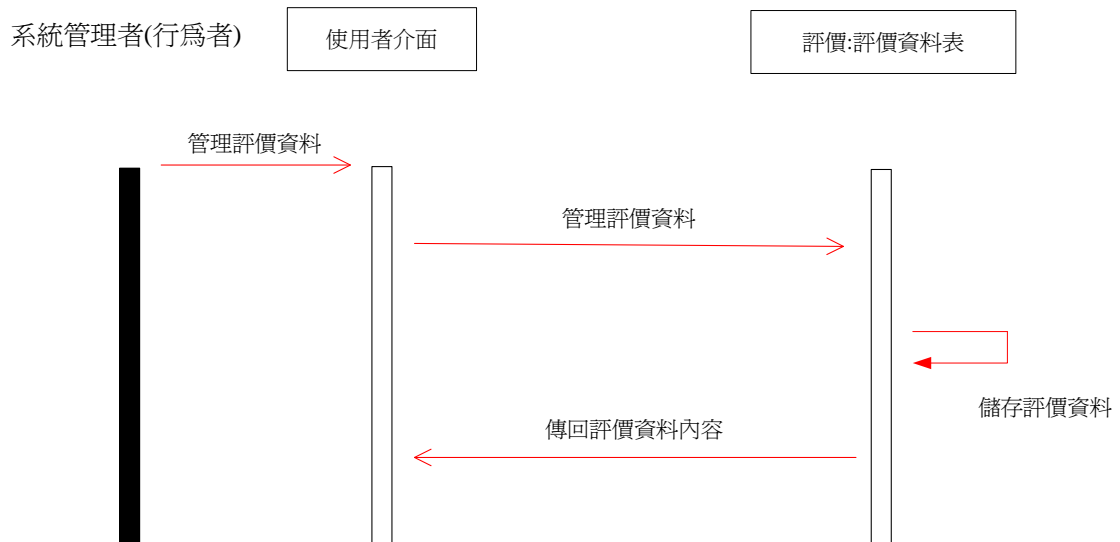 系統管理者(行爲者)
使用者介面
評價:評價資料表
管理評價資料
管理評價資料
儲存評價資料
傳回評價資料內容